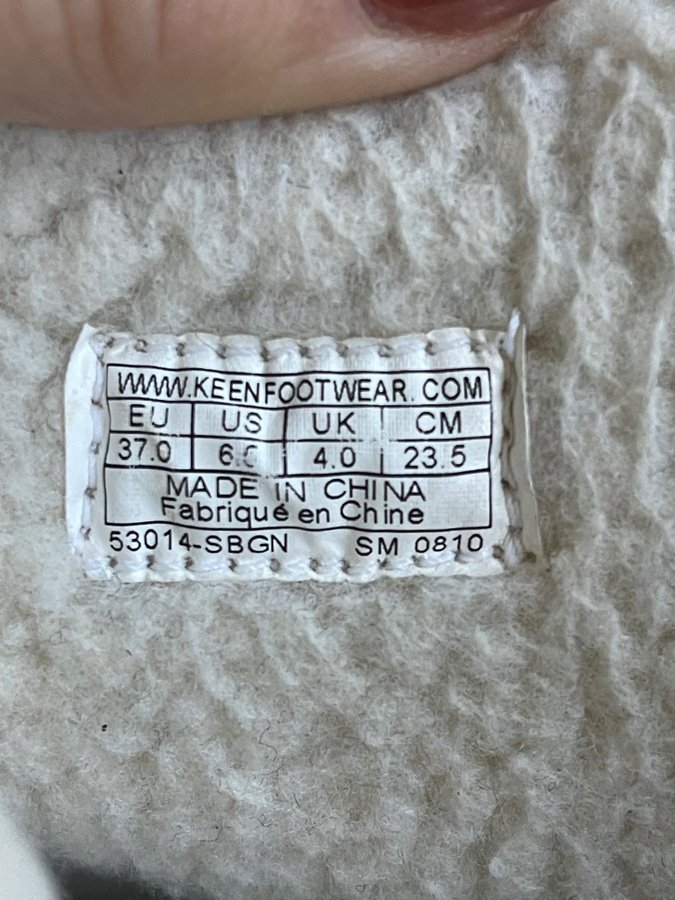 WWW.KEENFOOTWEAR.COM
EU US UK CM
37.0 6.0 4.0 23.5
MADE IN CHINA
Fabriqué en Chine
53014-SBGN SM 0810